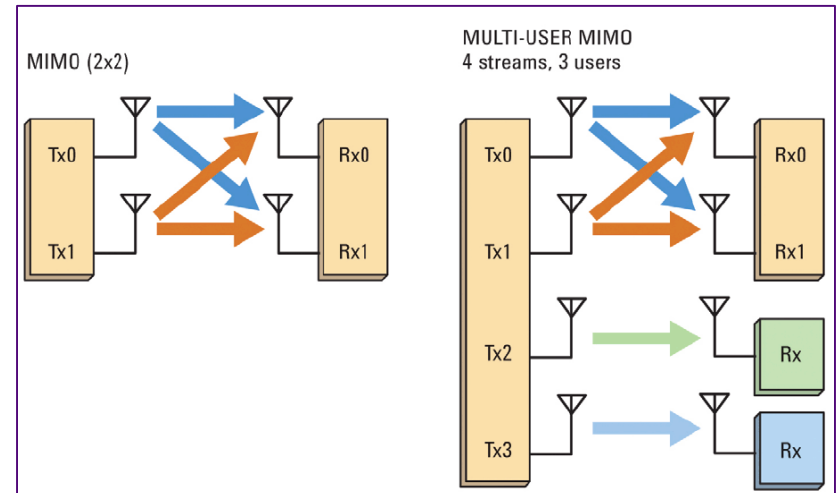 MIMO (2x2)
Tx0
Rx0
Tx1
Rx1
MULTI-USER MIMO
4 streams, 3 users
Tx0
Rx0
Tx1
Rx1
Tx2
Rx
Tx3
Rx